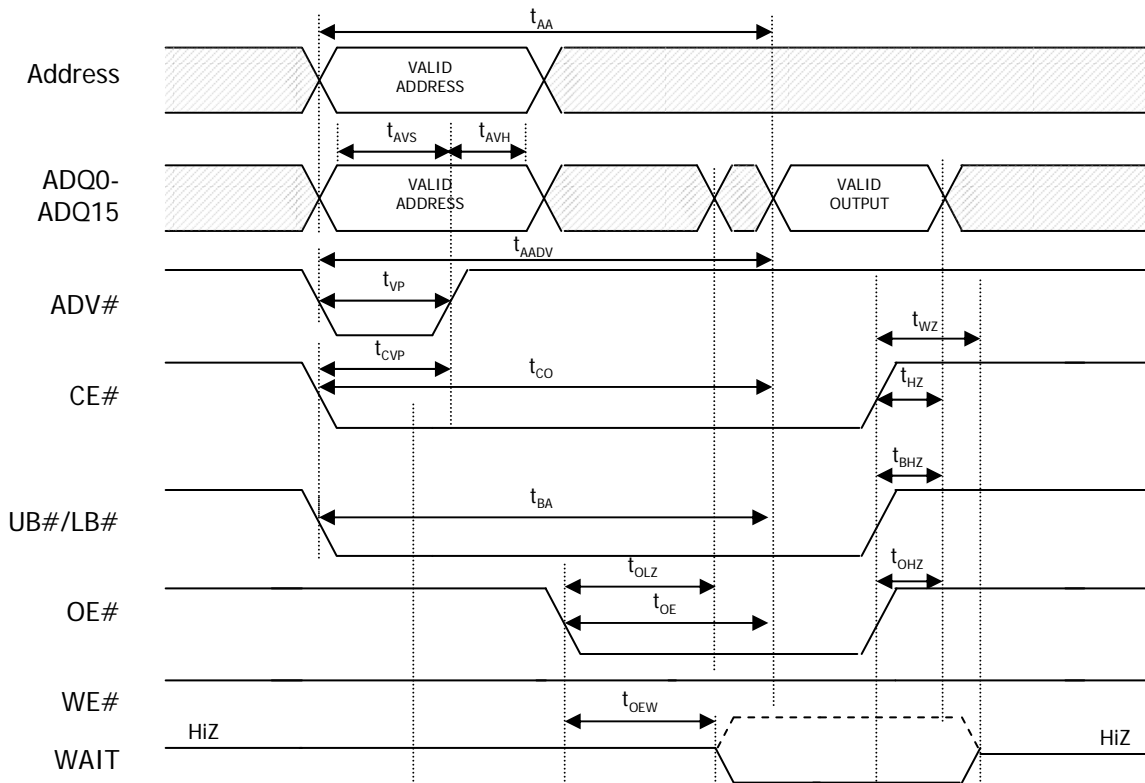 tAA
Address
VALID
ADDRESS
tAVS
tAVH
ADQ0-
ADQ15
VALID
ADDRESS
VALID
OUTPUT
tAADV
ADV#
tVP
tWZ
tCVP
tCO
CE#
tHZ
tBHZ
UB#/LB#
tBA
tOLZ
tOHZ
OE#
tOE
WE#
tOEW
HiZ
HiZ
WAIT